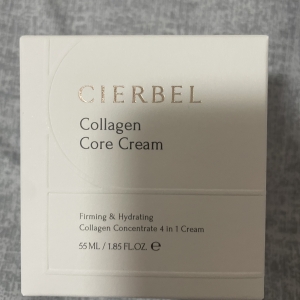 CIERBEL
Collagen
Core Cream
Firming & Hydrating
Collagen Concentrate 4 in 1 Cream
55 ML / 1.85 FL.OZ. ℮